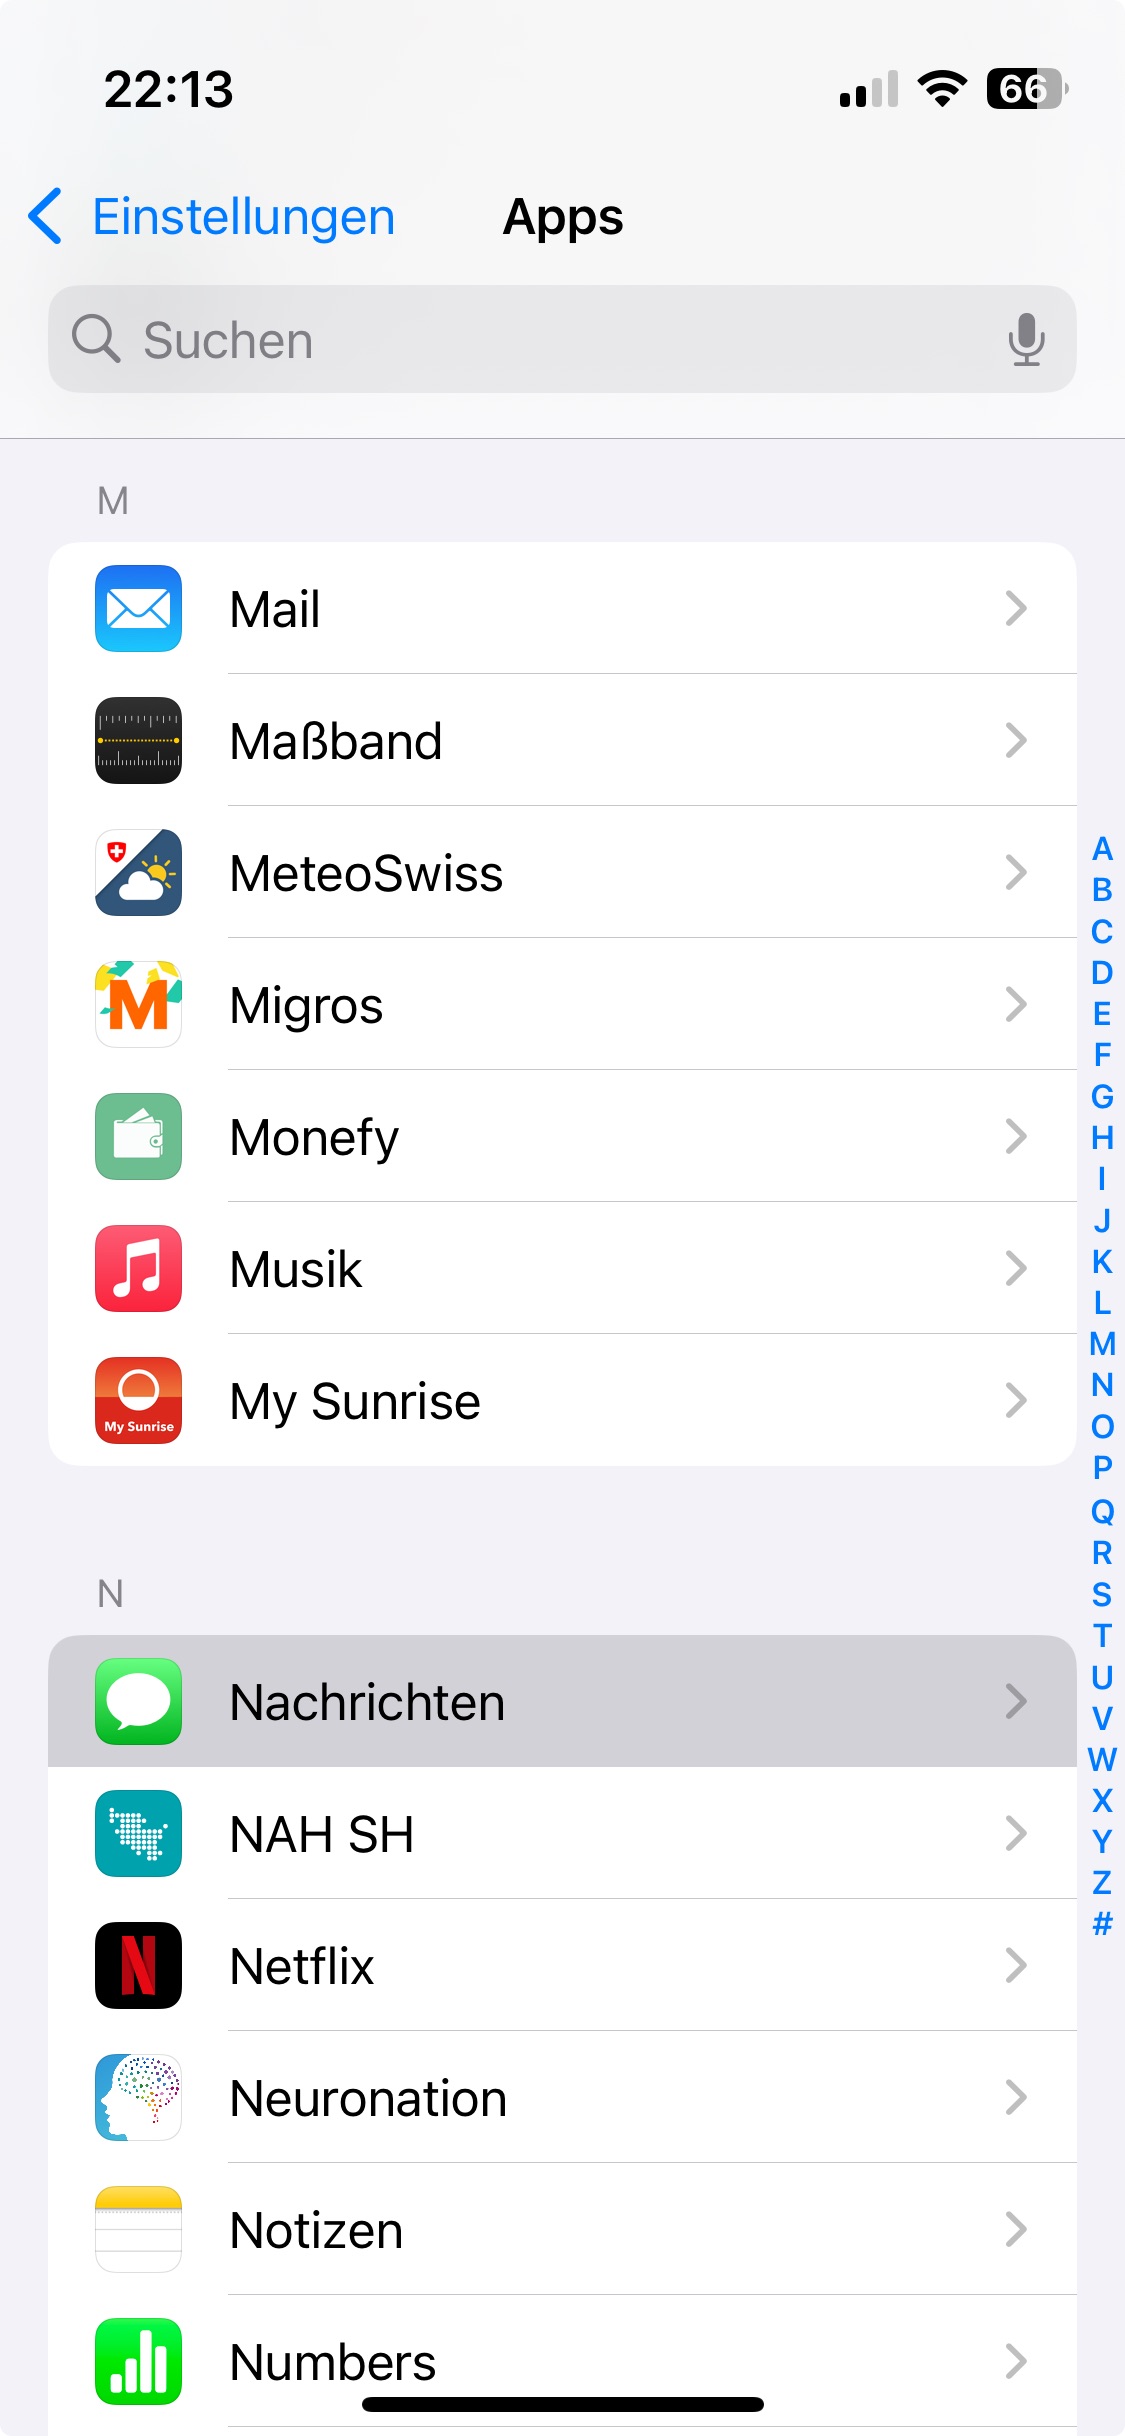 22:13
66
Einstellungen
Apps
Suchen
M
Mail
Maßband
MeteoSwiss
M
Migros
Monefy
Musik
My Sunrise
My Sunrise
N
Nachrichten
NAH SH
N
Netflix
Neuronation
Notizen
Numbers
A
B
C
D
E
F
G
H
I
J
K
L
M
N
O
P
Q
R
S
T
U
V
W
X
Y
Z
#